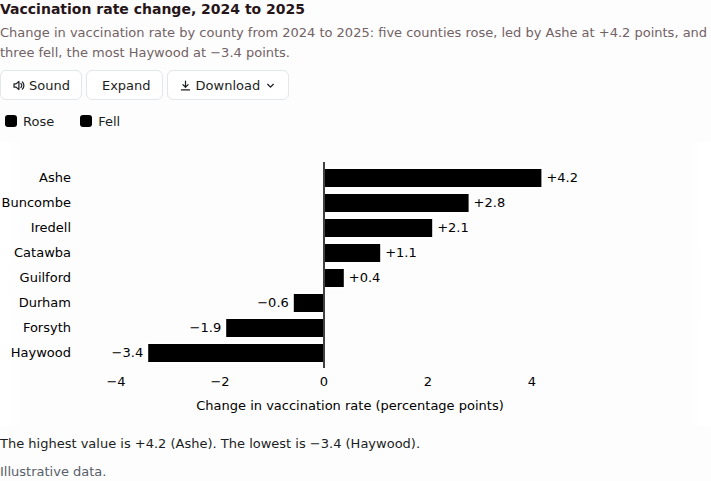 Vaccination rate change, 2024 to 2025
Change in vaccination rate by county from 2024 to 2025: five counties rose, led by Ashe at +4.2 points, and
three fell, the most Haywood at −3.4 points.
Sound Expand Download
Rose Fell
Ashe +4.2
Buncombe +2.8
Iredell +2.1
Catawba +1.1
Guilford +0.4
Durham −0.6
Forsyth −1.9
Haywood −3.4
−4 −2 0 2 4
Change in vaccination rate (percentage points)
The highest value is +4.2 (Ashe). The lowest is −3.4 (Haywood).
Illustrative data.